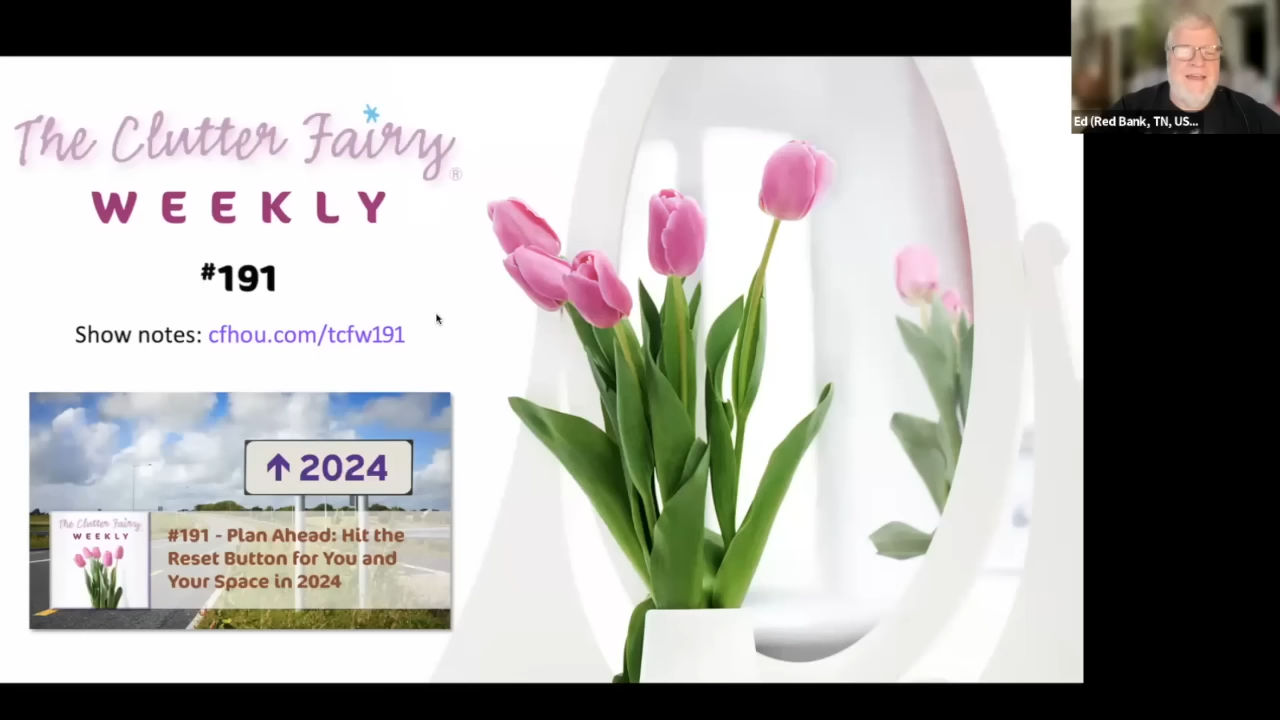 The Clutter Fairy®
WEEKLY
#191
Show notes: cfhou.com/tcfw191
↑ 2024
The Clutter Fairy
WEEKLY
#191 - Plan Ahead: Hit the
Reset Button for You and
Your Space in 2024
Ed (Red Bank, TN, US...